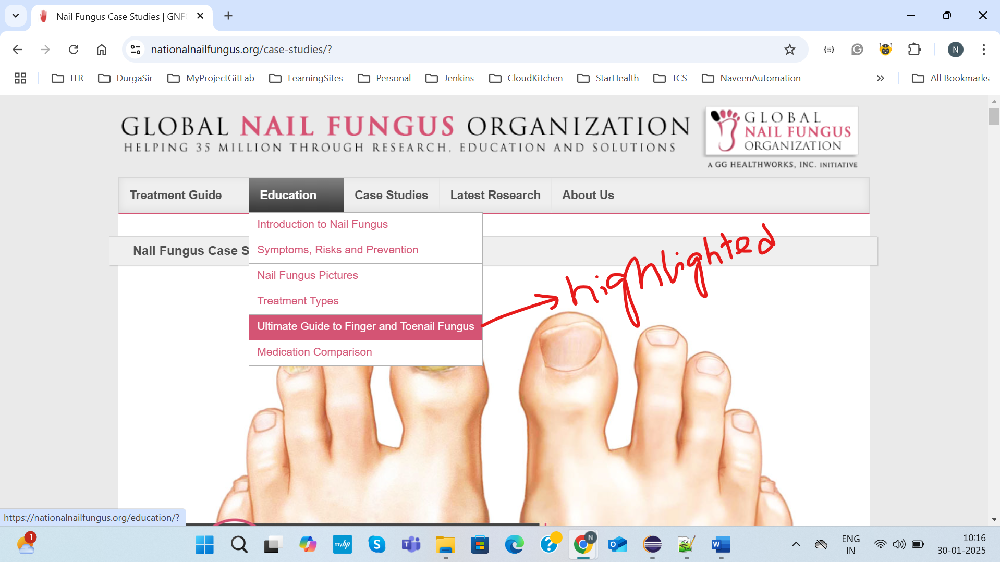 Nail Fungus Case Studies | GNF
nationalnailfungus.org/case-studies/?
N
ITR DurgaSir MyProjectGitLab LearningSites Personal Jenkins CloudKitchen StarHealth TCS NaveenAutomation » All Bookmarks
GLOBAL NAIL FUNGUS ORGANIZATION
HELPING 35 MILLION THROUGH RESEARCH, EDUCATION AND SOLUTIONS
GLOBAL
NAIL FUNGUS
ORGANIZATION
A GG HEALTHWORKS, INC. INITIATIVE
Treatment Guide Education Case Studies Latest Research About Us
Introduction to Nail Fungus
Nail Fungus Case S
Symptoms, Risks and Prevention
Nail Fungus Pictures
Treatment Types
Ultimate Guide to Finger and Toenail Fungus
Medication Comparison
highlighted
https://nationalnailfungus.org/education/?
1
myhp
N
ENG
IN
10:16
30-01-2025